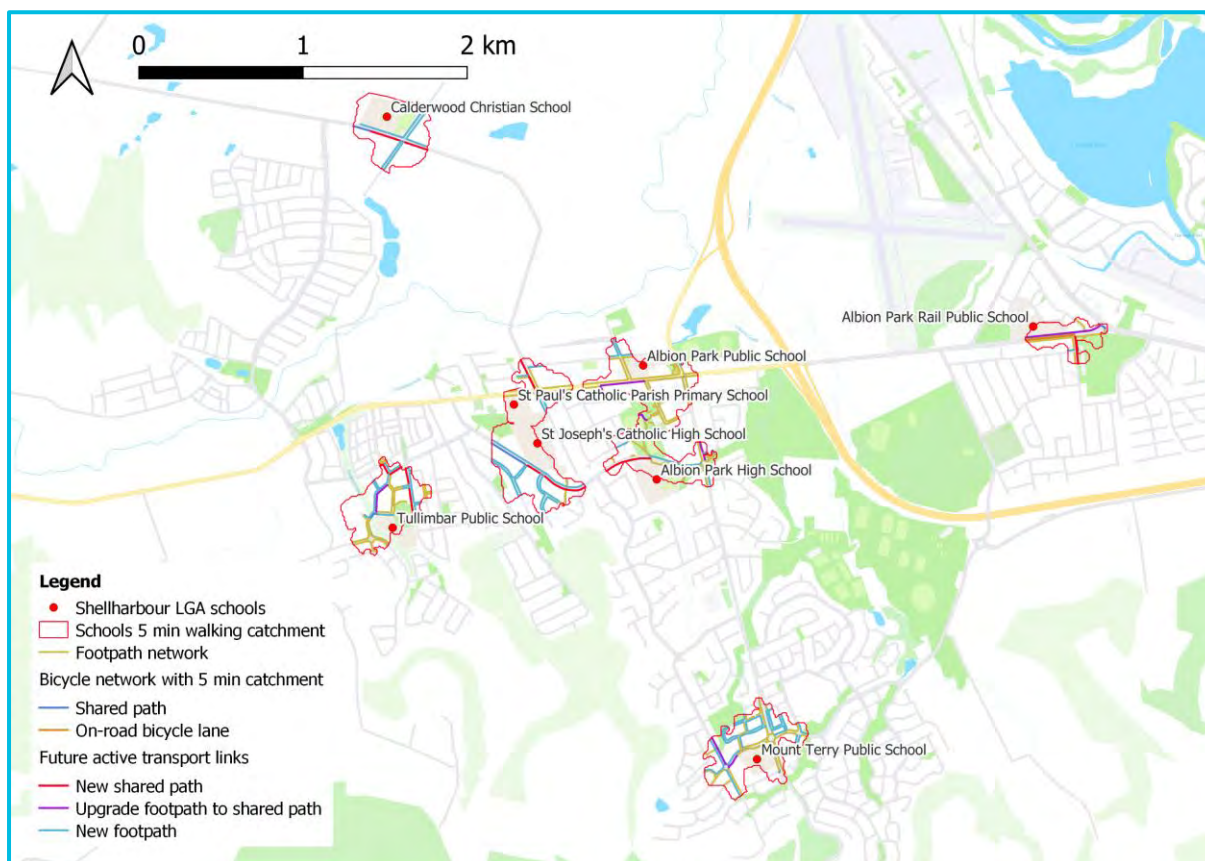 0 1 2 km
Calderwood Christian School
Albion Park Rail Public School
Albion Park Public School
St Paul's Catholic Parish Primary School
St Joseph's Catholic High School
Albion Park High School
Tullimbar Public School
Mount Terry Public School
Legend
Shellharbour LGA schools
Schools 5 min walking catchment
Footpath network
Bicycle network with 5 min catchment
Shared path
On-road bicycle lane
Future active transport links
New shared path
Upgrade footpath to shared path
New footpath